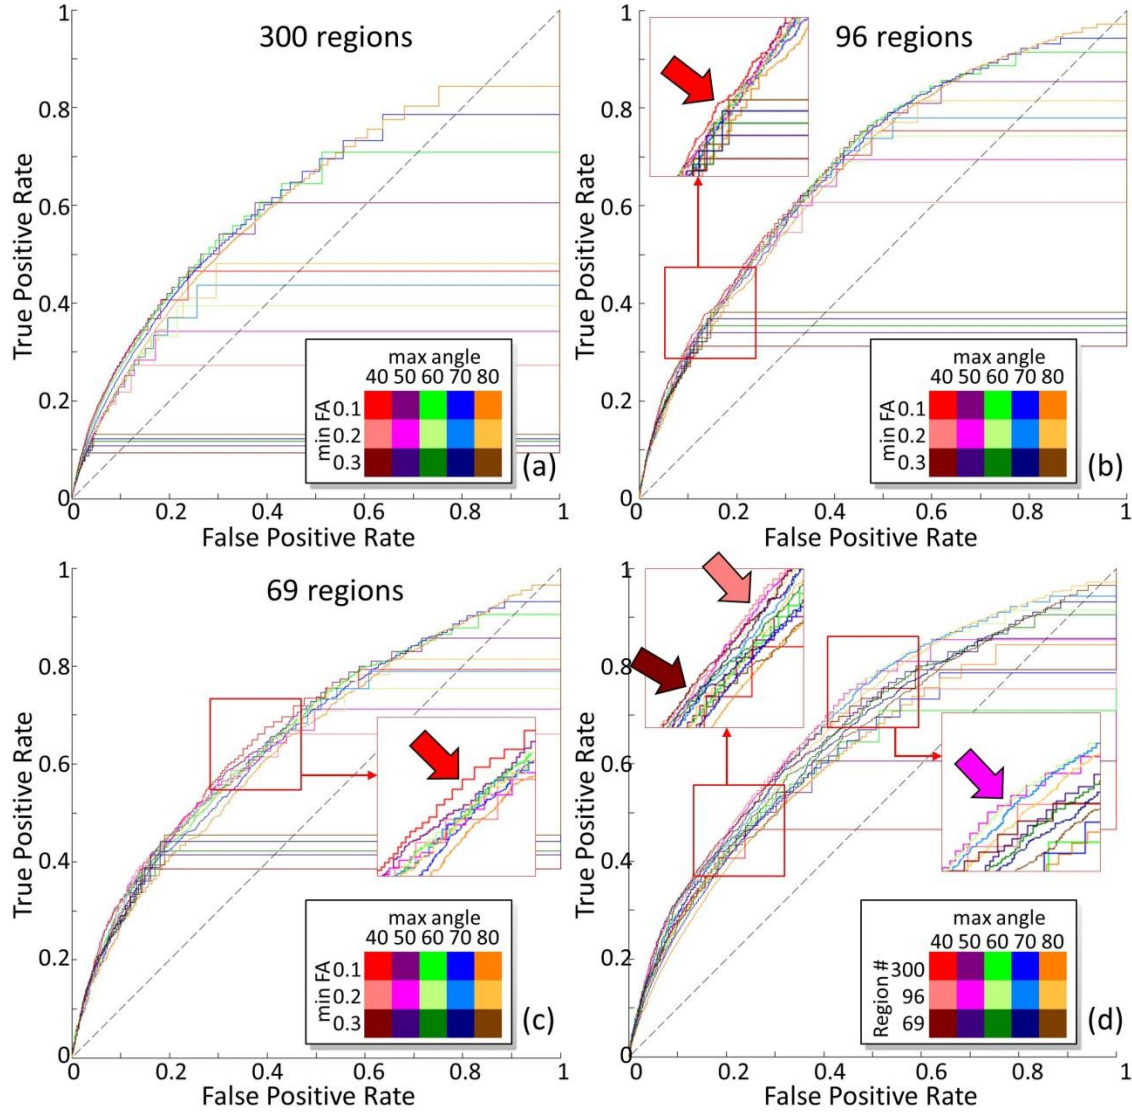 300 regions
True Positive Rate
1
0.8
0.6
0.4
0.2
0
0 0.2 0.4 0.6 0.8 1
False Positive Rate
max angle
40 50 60 70 80
min FA
0.1
0.2
0.3
(a)
96 regions
True Positive Rate
1
0.8
0.6
0.4
0.2
0
0 0.2 0.4 0.6 0.8 1
False Positive Rate
max angle
40 50 60 70 80
min FA
0.1
0.2
0.3
(b)
69 regions
True Positive Rate
1
0.8
0.6
0.4
0.2
0
0 0.2 0.4 0.6 0.8 1
False Positive Rate
max angle
40 50 60 70 80
min FA
0.1
0.2
0.3
(c)
True Positive Rate
1
0.8
0.6
0.4
0.2
0
0 0.2 0.4 0.6 0.8 1
False Positive Rate
max angle
40 50 60 70 80
Region #
300
96
69
(d)